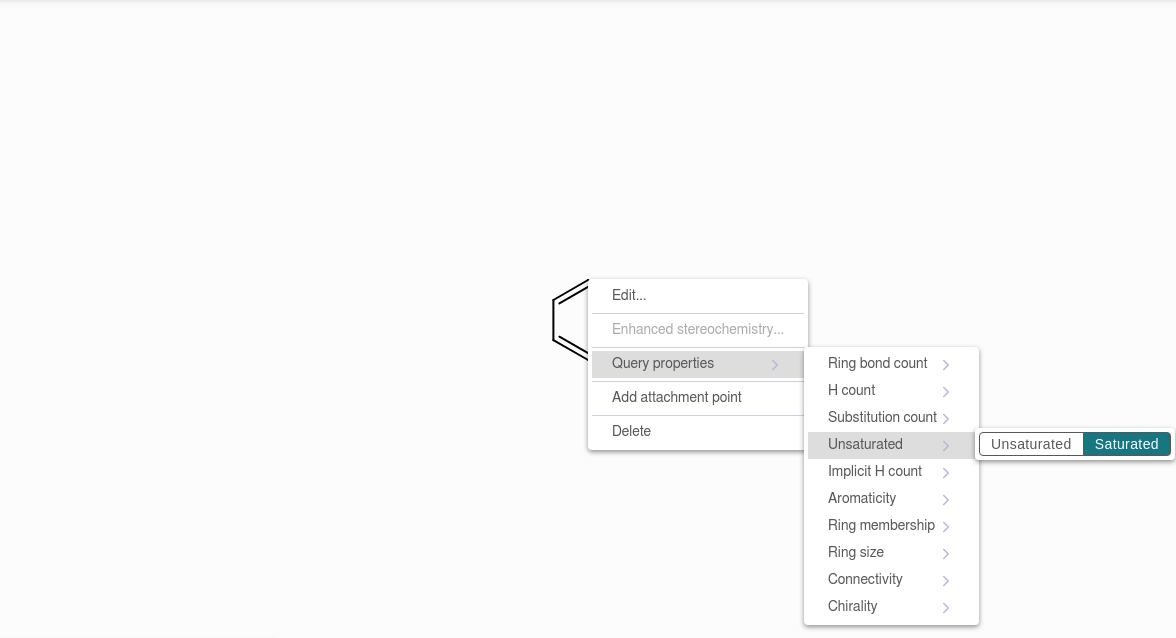 Edit...
Enhanced stereochemistry...
Query properties
Add attachment point
Delete
Ring bond count
H count
Substitution count
Unsaturated
Implicit H count
Aromaticity
Ring membership
Ring size
Connectivity
Chirality
Unsaturated Saturated